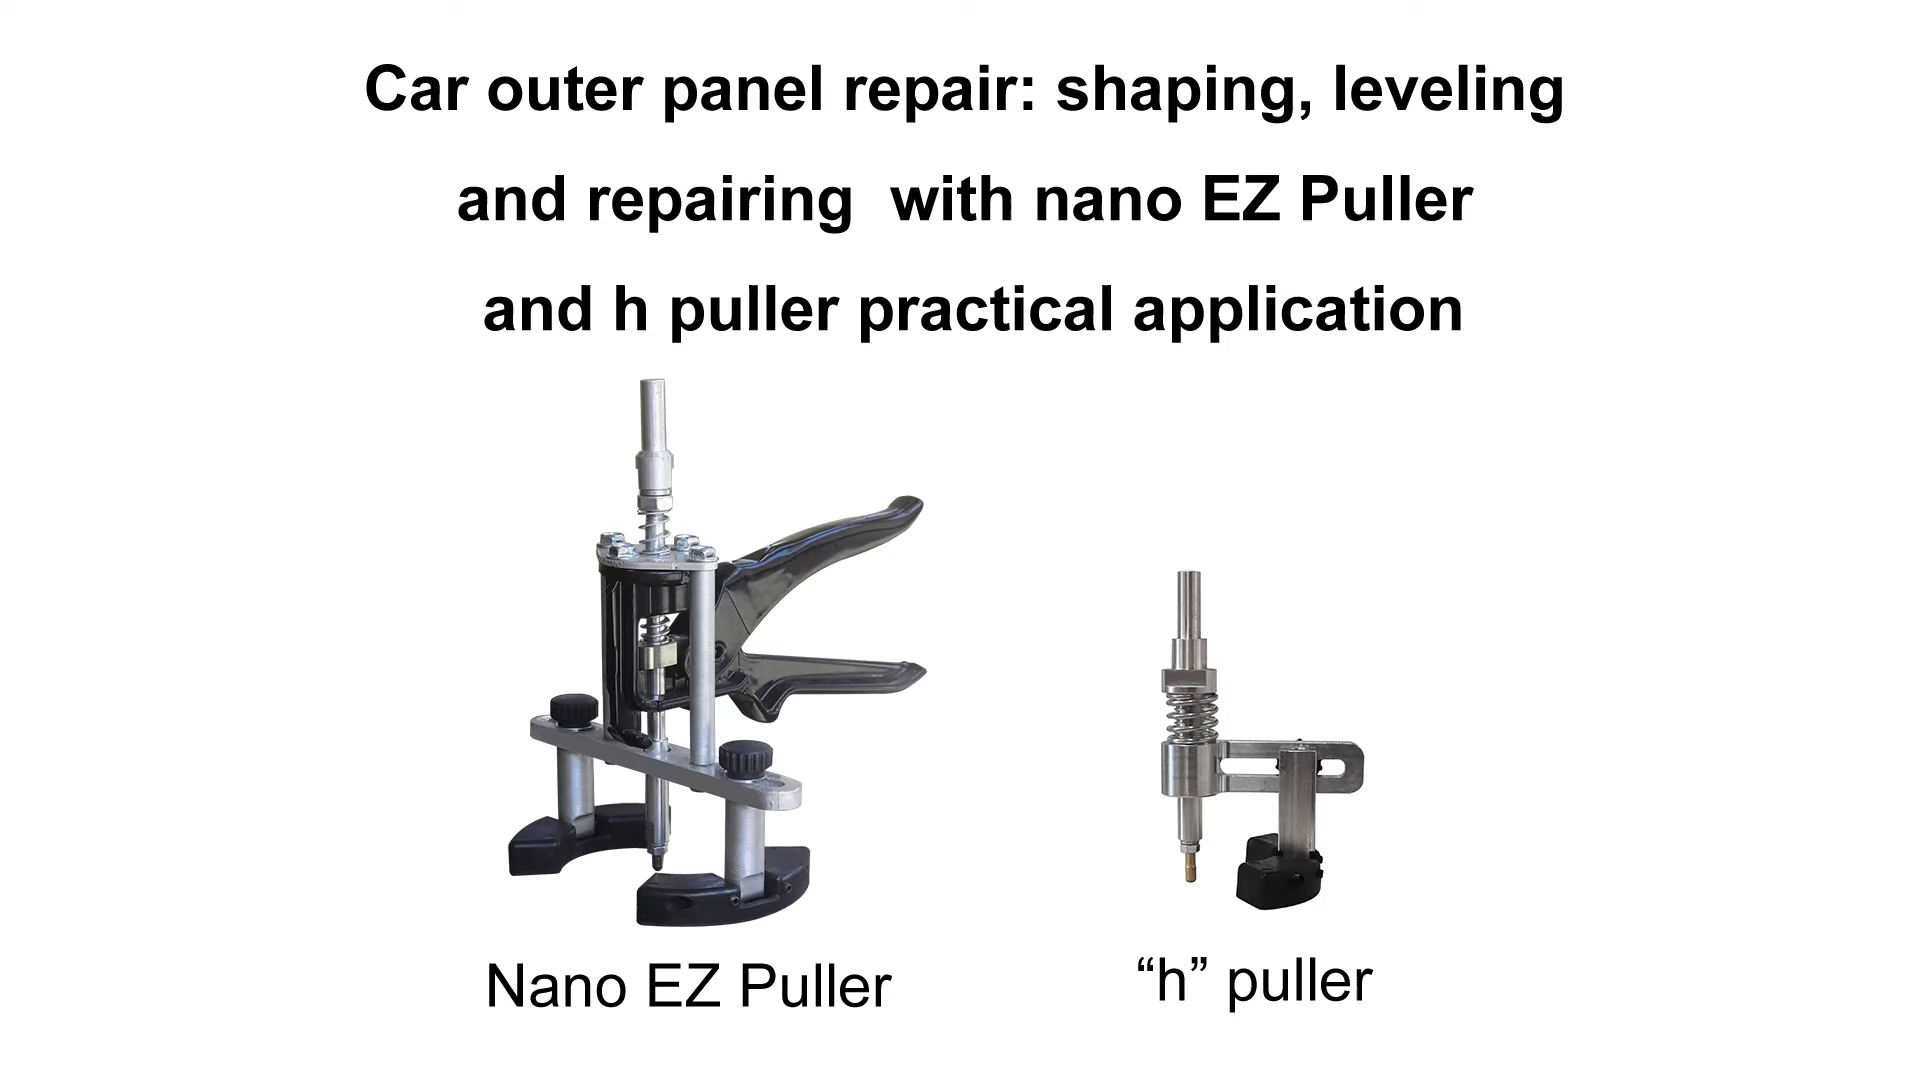 Car outer panel repair: shaping, leveling
and repairing  with nano EZ Puller
and h puller practical application
Nano EZ Puller
“h” puller